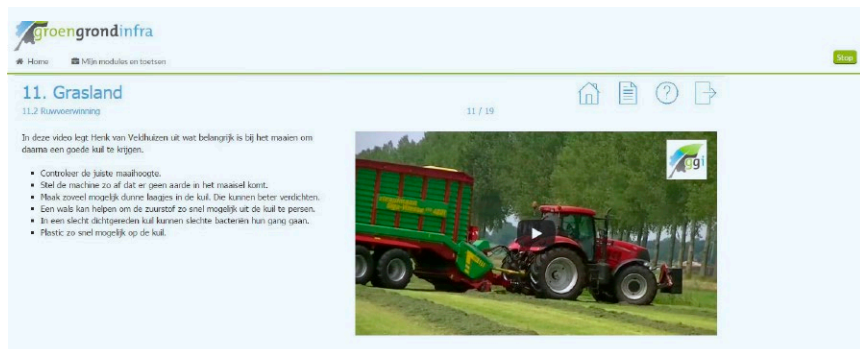 groengrondinfra
Home Mijn modules en toetsen
Stop
11. Grasland
11.2 Ruwvoerwinning 11 / 19
In deze video legt Henk van Veldhuizen uit wat belangrijk is bij het maaien om
daarna een goede kuil te krijgen.
Controleer de juiste maaihoogte.
Stel de machine zo af dat er geen aarde in het maaisel komt.
Maak zoveel mogelijk dunne laagjes in de kuil. Die kunnen beter verdichten.
Een wals kan helpen om de zuurstof zo snel mogelijk uit de kuil te persen.
In een slecht dichtgereden kuil kunnen slechte bacteriën hun gang gaan.
Plastic zo snel mogelijk op de kuil.
ggi